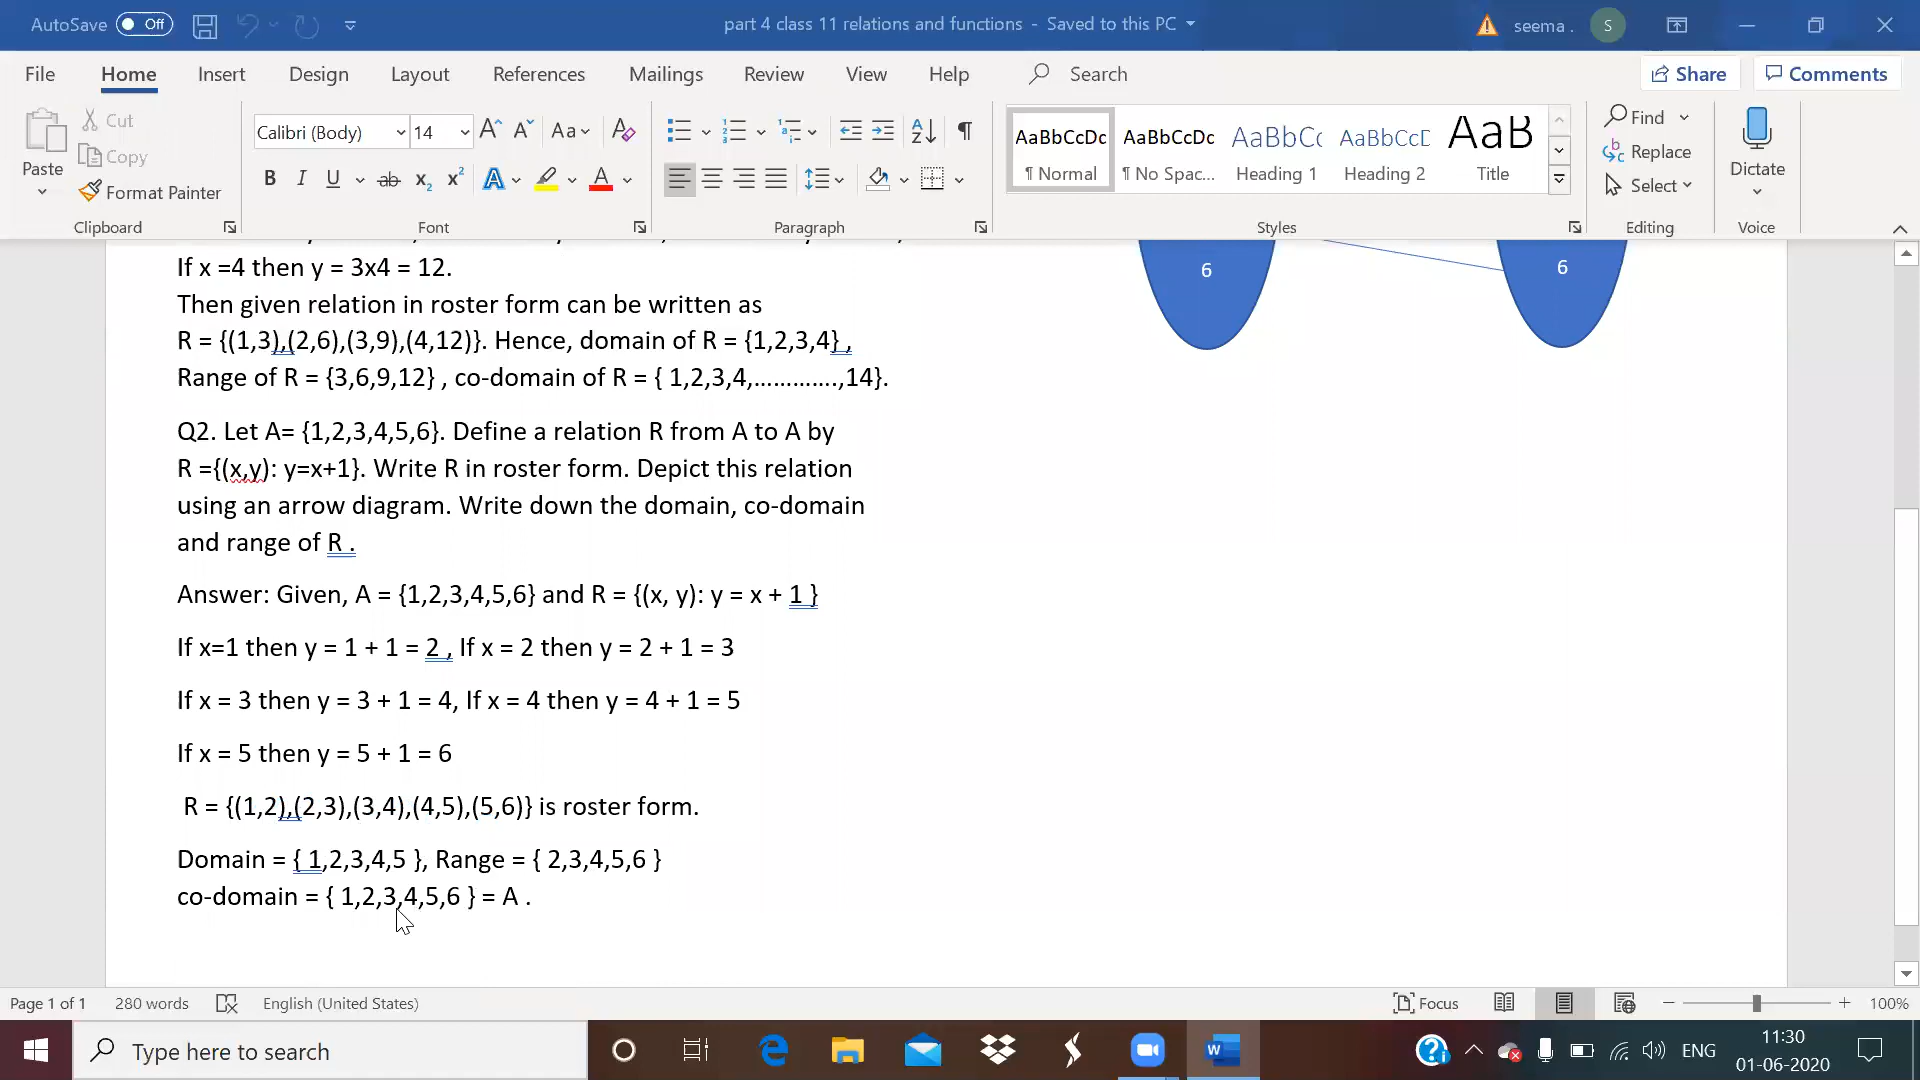 AutoSave Off part 4 class 11 relations and functions - Saved to this PC seema . S
File Home Insert Design Layout References Mailings Review View Help Search Share Comments
Paste Cut Copy Format Painter Clipboard
Calibri (Body) 14 A A Aa A B I U ab x2 x2 A A Font
Paragraph
AaBbCcDc ¶ Normal AaBbCcDc ¶ No Spac... AaBbCc Heading 1 AaBbCcE Heading 2 AaB Title Styles
Find Replace Select Editing
Dictate Voice
If x =4 then y = 3x4 = 12.
Then given relation in roster form can be written as
R = {(1,3),(2,6),(3,9),(4,12)}. Hence, domain of R = {1,2,3,4} ,
Range of R = {3,6,9,12} , co-domain of R = { 1,2,3,4,………….,14}.
Q2. Let A= {1,2,3,4,5,6}. Define a relation R from A to A by
R ={(x,y): y=x+1}. Write R in roster form. Depict this relation
using an arrow diagram. Write down the domain, co-domain
and range of R .
Answer: Given, A = {1,2,3,4,5,6} and R = {(x, y): y = x + 1 }
If x=1 then y = 1 + 1 = 2 , If x = 2 then y = 2 + 1 = 3
If x = 3 then y = 3 + 1 = 4, If x = 4 then y = 4 + 1 = 5
If x = 5 then y = 5 + 1 = 6
R = {(1,2),(2,3),(3,4),(4,5),(5,6)} is roster form.
Domain = { 1,2,3,4,5 }, Range = { 2,3,4,5,6 }
co-domain = { 1,2,3,4,5,6 } = A .
6 6
Page 1 of 1 280 words English (United States) Focus 100%
Type here to search ENG 11:30
01-06-2020